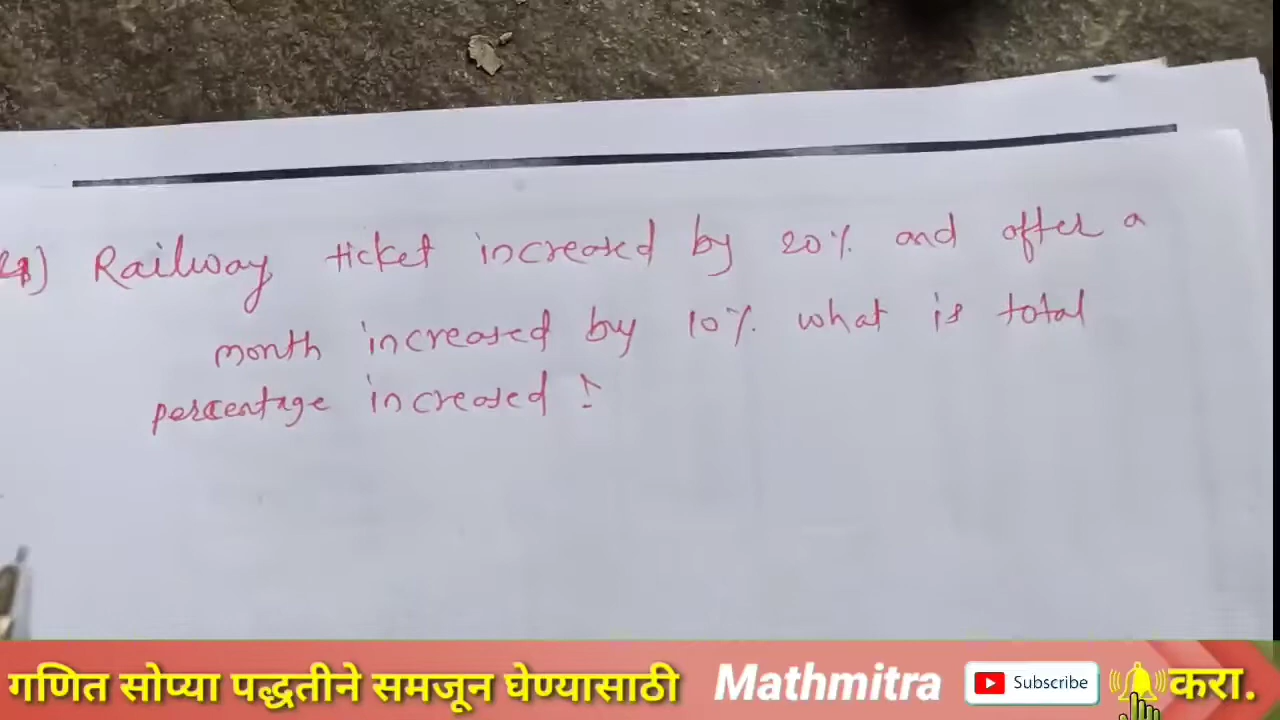 Railway ticket increased by 20% and after a
month increased by 10% what is total
percentage increased ?
गणित सोप्या पद्धतीने समजून घेण्यासाठी Mathmitra Subscribe करा.